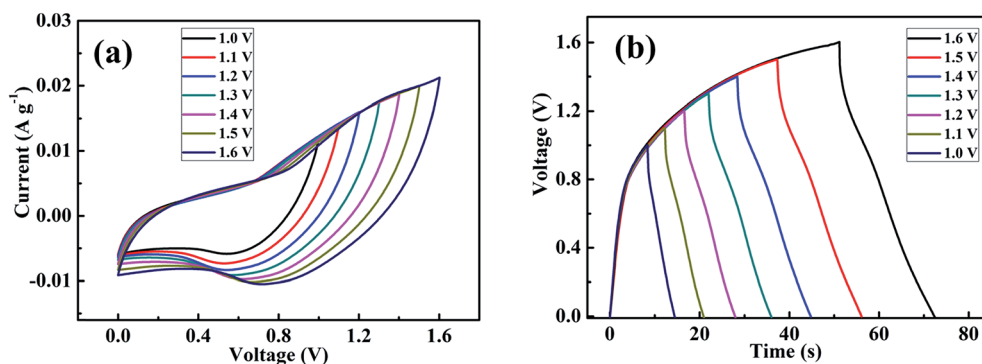 (a)
1.0 V
1.1 V
1.2 V
1.3 V
1.4 V
1.5 V
1.6 V
0.03
0.02
0.01
0.00
-0.01
Current (A g⁻¹)
0.0 0.4 0.8 1.2 1.6
Voltage (V)
(b)
1.6 V
1.5 V
1.4 V
1.3 V
1.2 V
1.1 V
1.0 V
1.6
1.2
0.8
0.4
0.0
Voltage (V)
0 20 40 60 80
Time (s)